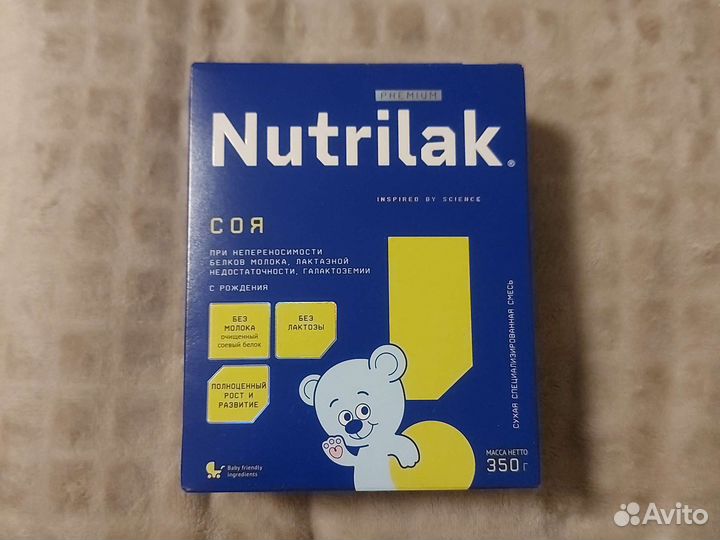 PREMIUM
Nutrilak®
INSPIRED BY SCIENCE
СОЯ
ПРИ НЕПЕРЕНОСИМОСТИ
БЕЛКОВ МОЛОКА, ЛАКТАЗНОЙ
НЕДОСТАТОЧНОСТИ, ГАЛАКТОЗЕМИИ
С РОЖДЕНИЯ
БЕЗ
МОЛОКА
очищенный
соевый белок
БЕЗ
ЛАКТОЗЫ
ПОЛНОЦЕННЫЙ
РОСТ И
РАЗВИТИЕ
СУХАЯ СПЕЦИАЛИЗИРОВАННАЯ СМЕСЬ
Baby friendly
ingredients
МАССА НЕТТО
350 г
Avito